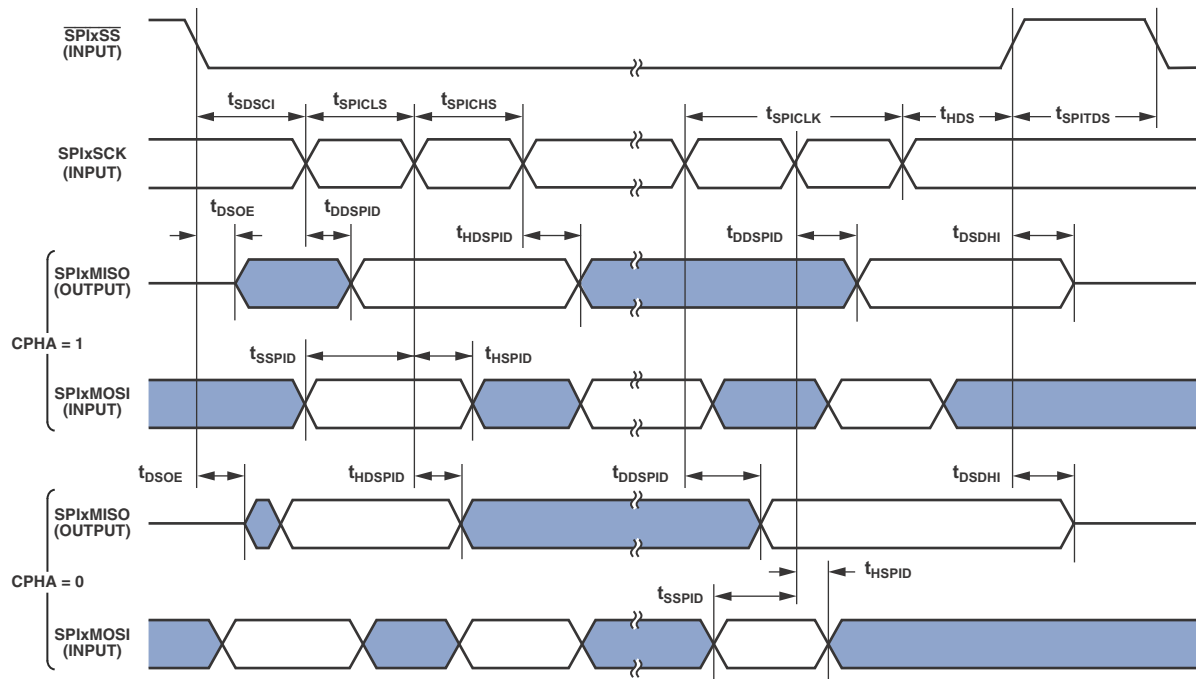 SPIxSS
(INPUT)
tSDSCI tSPICLS tSPICHS tSPICLK tHDS tSPITDS
SPIxSCK
(INPUT)
tDSOE tDDSPID tHDSPID tDDSPID tDSDHI
SPIxMISO
(OUTPUT)
CPHA = 1
tSSPID tHSPID
SPIxMOSI
(INPUT)
tDSOE tHDSPID tDDSPID tDSDHI
SPIxMISO
(OUTPUT)
CPHA = 0
tHSPID
tSSPID
SPIxMOSI
(INPUT)